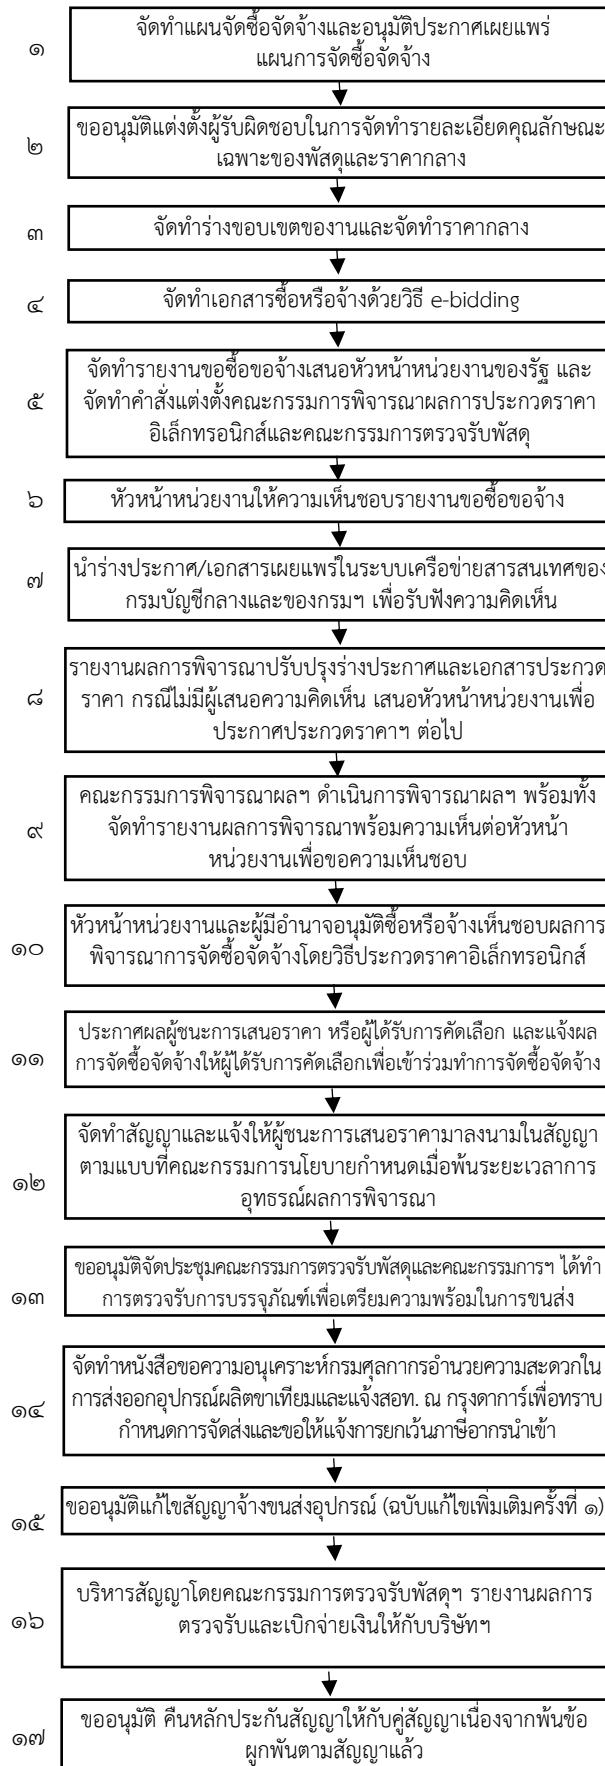 ๑
จัดทำแผนจัดซื้อจัดจ้างและอนุมัติประกาศเผยแพร่
แผนการจัดซื้อจัดจ้าง
๒
ขออนุมัติแต่งตั้งผู้รับผิดชอบในการจัดทำรายละเอียดคุณลักษณะ
เฉพาะของพัสดุและราคากลาง
๓
จัดทำร่างขอบเขตของงานและจัดทำราคากลาง
๔
จัดทำเอกสารซื้อหรือจ้างด้วยวิธี e-bidding
๕
จัดทำรายงานขอซื้อขอจ้างเสนอหัวหน้าหน่วยงานของรัฐ และ
จัดทำคำสั่งแต่งตั้งคณะกรรมการพิจารณาผลการประกวดราคา
อิเล็กทรอนิกส์และคณะกรรมการตรวจรับพัสดุ
๖
หัวหน้าหน่วยงานให้ความเห็นชอบรายงานขอซื้อขอจ้าง
๗
นำร่างประกาศ/เอกสารเผยแพร่ในระบบเครือข่ายสารสนเทศของ
กรมบัญชีกลางและของกรมฯ เพื่อรับฟังความคิดเห็น
๘
รายงานผลการพิจารณาปรับปรุงร่างประกาศและเอกสารประกวด
ราคา กรณีไม่มีผู้เสนอความคิดเห็น เสนอหัวหน้าหน่วยงานเพื่อ
ประกาศประกวดราคาฯ ต่อไป
๙
คณะกรรมการพิจารณาผลฯ ดำเนินการพิจารณาผลฯ พร้อมทั้ง
จัดทำรายงานผลการพิจารณาพร้อมความเห็นต่อหัวหน้า
หน่วยงานเพื่อขอความเห็นชอบ
๑๐
หัวหน้าหน่วยงานและผู้มีอำนาจอนุมัติซื้อหรือจ้างเห็นชอบผลการ
พิจารณาการจัดซื้อจัดจ้างโดยวิธีประกวดราคาอิเล็กทรอนิกส์
๑๑
ประกาศผลผู้ชนะการเสนอราคา หรือผู้ได้รับการคัดเลือก และแจ้งผล
การจัดซื้อจัดจ้างให้ผู้ได้รับการคัดเลือกเพื่อเข้าร่วมทำการจัดซื้อจัดจ้าง
๑๒
จัดทำสัญญาและแจ้งให้ผู้ชนะการเสนอราคามาลงนามในสัญญา
ตามแบบที่คณะกรรมการนโยบายกำหนดเมื่อพ้นระยะเวลาการ
อุทธรณ์ผลการพิจารณา
๑๓
ขออนุมัติจัดประชุมคณะกรรมการตรวจรับพัสดุและคณะกรรมการฯ ได้ทำ
การตรวจรับการบรรจุภัณฑ์เพื่อเตรียมความพร้อมในการขนส่ง
๑๔
จัดทำหนังสือขอความอนุเคราะห์กรมศุลกากรอำนวยความสะดวกใน
การส่งออกอุปกรณ์ผลิตขาเทียมและแจ้งสอท. ณ กรุงดาการ์เพื่อทราบ
กำหนดการจัดส่งและขอให้แจ้งการยกเว้นภาษีอากรนำเข้า
๑๕
ขออนุมัติแก้ไขสัญญาจ้างขนส่งอุปกรณ์ (ฉบับแก้ไขเพิ่มเติมครั้งที่ ๑)
๑๖
บริหารสัญญาโดยคณะกรรมการตรวจรับพัสดุฯ รายงานผลการ
ตรวจรับและเบิกจ่ายเงินให้กับบริษัทฯ
๑๗
ขออนุมัติ คืนหลักประกันสัญญาให้กับคู่สัญญาเนื่องจากพ้นข้อ
ผูกพันตามสัญญาแล้ว